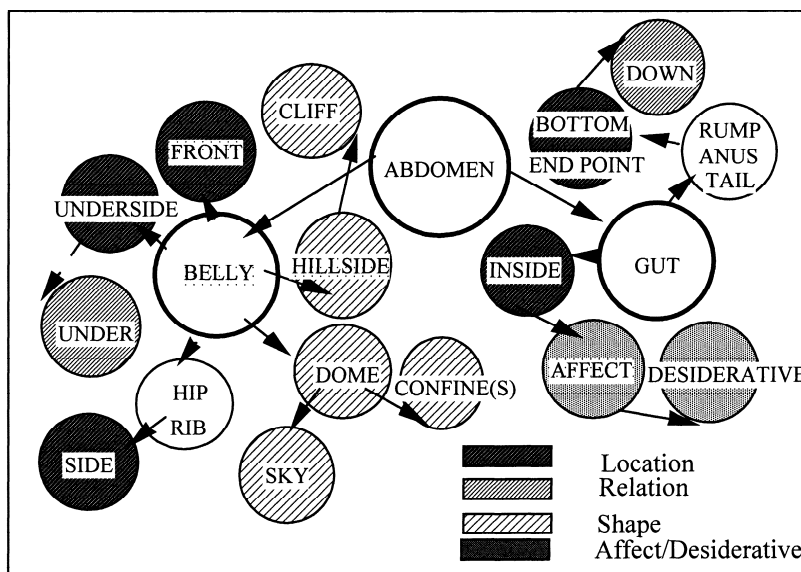 DOWN
CLIFF
BOTTOM
END POINT
RUMP
ANUS
TAIL
FRONT
ABDOMEN
UNDERSIDE
BELLY
HILLSIDE
INSIDE
GUT
UNDER
HIP
RIB
DOME
CONFINE(S)
AFFECT
DESIDERATIVE
SIDE
SKY
Location
Relation
Shape
Affect/Desiderative